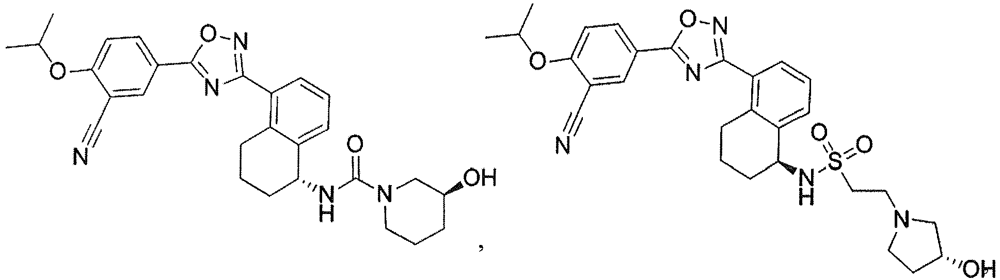 O N O N
O N O N
N N
N
O O O
S
OH
N N N
H H
N
,
OH,